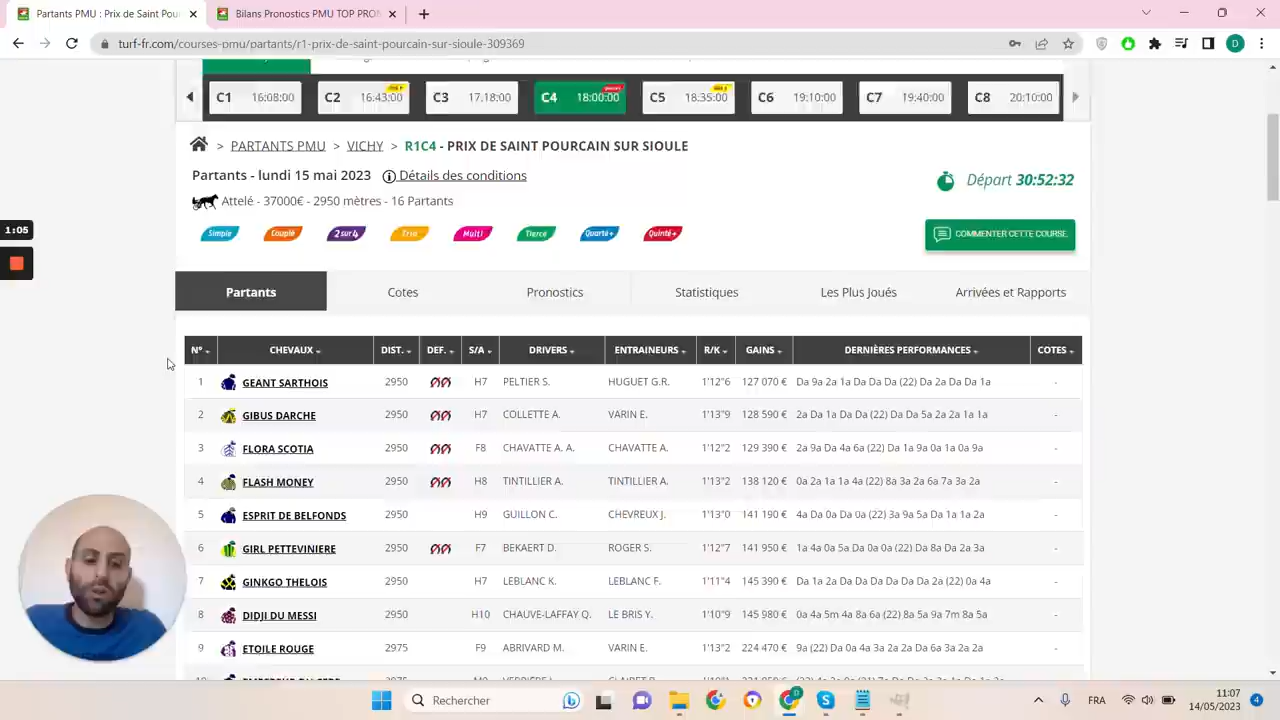 Partants PMU : Jouez votre Tur
Partants PMU TOP PRONO du
turf-fr.com/courses-pmu/partants/r1-prix-de-saint-pourcain-sur-sioule-309369
C1 16:08:00 C2 16:43:00 C3 17:18:00 C4 18:00:00 C5 18:35:00 C6 19:10:00 C7 19:40:00 C8 20:10:00
> PARTANTS PMU > VICHY > R1C4 - PRIX DE SAINT POURCAIN SUR SIOULE
Partants - lundi 15 mai 2023 Détails des conditions
Départ 30:52:32
Attelé - 37000€ - 2950 mètres - 16 Partants
Simple Couplé 2 sur 4 Trio Multi Tiercé Quarté+ Quinté+
COMMENTER CETTE COURSE
1:05
Partants Cotes Pronostics Statistiques Les Plus Joués Arrivées et Rapports
N° CHEVAUX DIST. DEF. S/A DRIVERS ENTRAINEURS R/K GAINS DERNIÈRES PERFORMANCES COTES
1 GEANT SARTHOIS 2950 H7 PELTIER S. HUGUET G.R. 1'12"6 127 070 € Da 9a 2a 1a Da Da Da (22) Da 2a Da Da 1a -
2 GIBUS DARCHE 2950 H7 COLLETTE A. VARIN E. 1'13"9 128 590 € 2a Da 1a Da Da (22) Da Da 5a 2a 2a 1a 1a -
3 FLORA SCOTIA 2950 F8 CHAVATTE A. A. CHAVATTE A. 1'12"2 129 390 € 2a 9a Da 4a 6a (22) Da 1a 9a 0a 1a 0a 9a -
4 FLASH MONEY 2950 H8 TINTILLIER A. TINTILLIER A. 1'13"2 138 120 € 0a 2a 1a 1a 4a (22) 8a 3a 2a 6a 7a 3a 2a -
5 ESPRIT DE BELFONDS 2950 H9 GUILLON C. CHEVREUX J. 1'13"0 141 190 € 4a Da 0a Da 0a (22) 3a 9a 5a Da 1a 1a 2a -
6 GIRL PETTEVINIERE 2950 F7 BEKAERT D. ROGER S. 1'12"7 141 950 € 1a 4a 0a 5a Da 0a 0a (22) Da 8a Da 2a 3a -
7 GINKGO THELOIS 2950 H7 LEBLANC K. LEBLANC F. 1'11"4 145 390 € Da 1a 2a Da Da Da Da Da 2a (22) 0a 4a -
8 DIDJI DU MESSI 2950 H10 CHAUVE-LAFFAY Q. LE BRIS Y. 1'10"9 145 980 € 0a 4a 5m 4a 8a 6a (22) 8a 5a 9a 7m 8a 5a -
9 ETOILE ROUGE 2975 F9 ABRIVARD M. VARIN E. 1'13"2 224 470 € 9a (22) Da 0a 4a 3a 2a 2a Da 6a 3a 2a 2a -
Rechercher
FRA
11:07
14/05/2023
4